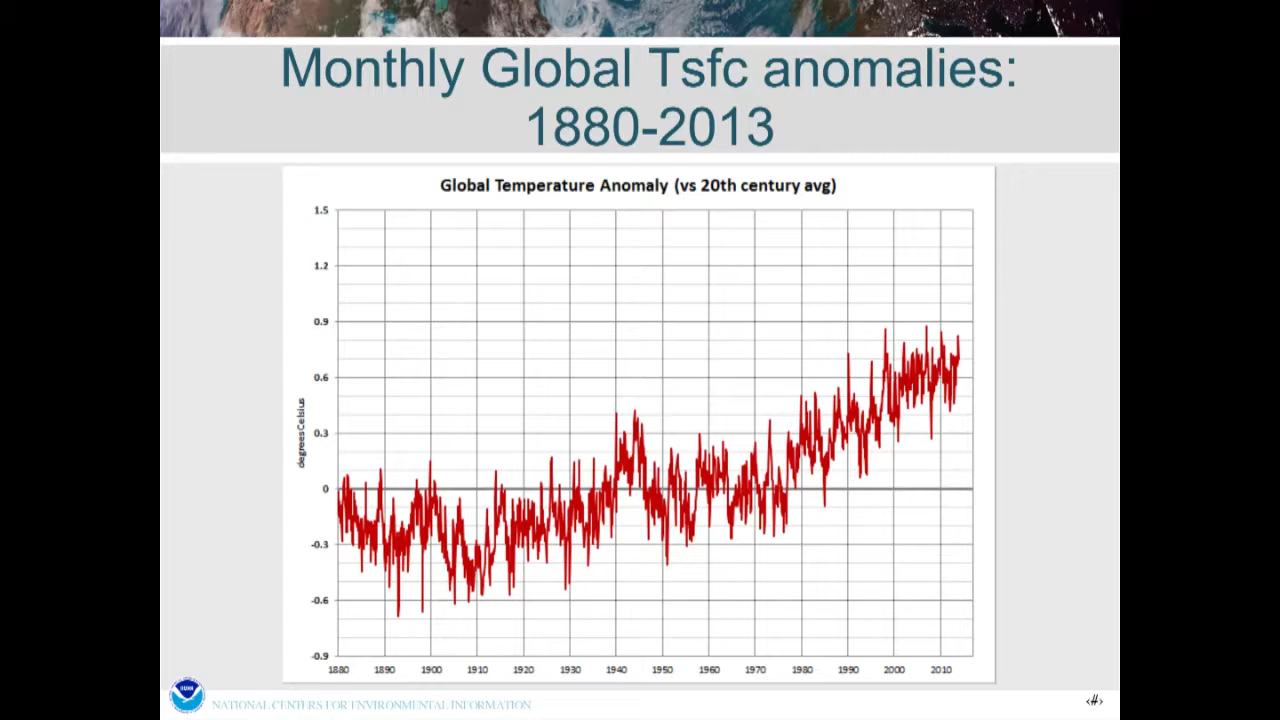 Monthly Global Tsfc anomalies:
1880-2013
Global Temperature Anomaly (vs 20th century avg)
1.5
1.2
0.9
0.6
0.3
0
-0.3
-0.6
-0.9
degrees Celsius
1880 1890 1900 1910 1920 1930 1940 1950 1960 1970 1980 1990 2000 2010
NATIONAL CENTERS FOR ENVIRONMENTAL INFORMATION
‹#›